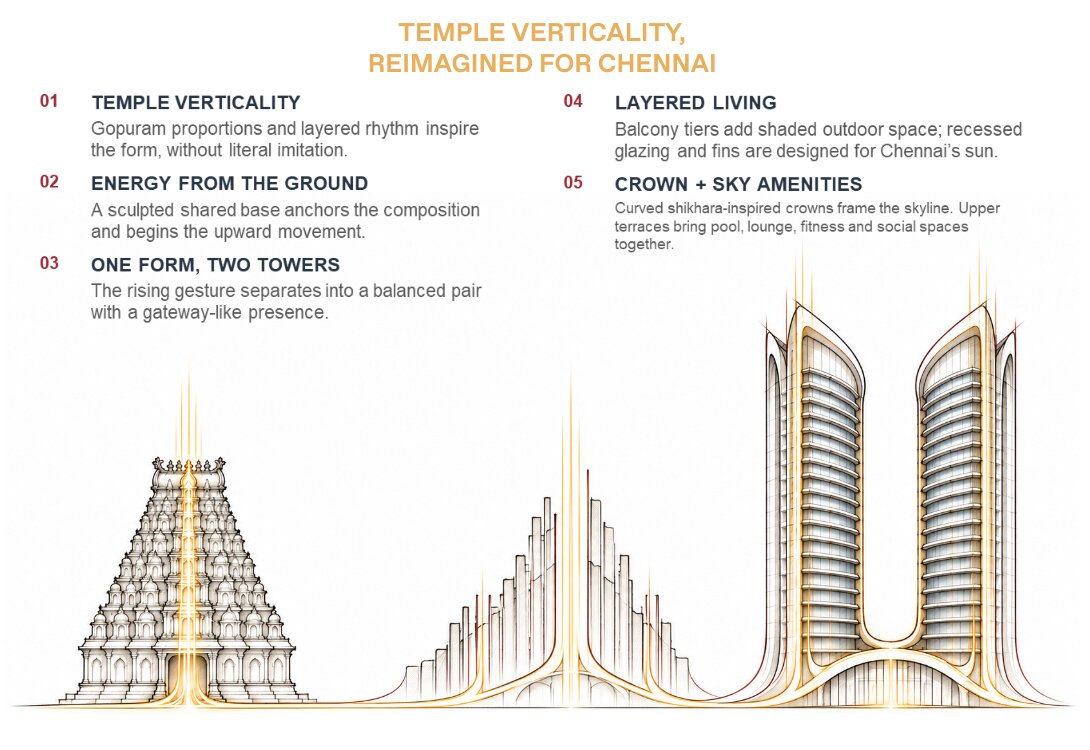 TEMPLE VERTICALITY,
REIMAGINED FOR CHENNAI
01 TEMPLE VERTICALITY
Gopuram proportions and layered rhythm inspire
the form, without literal imitation.
02 ENERGY FROM THE GROUND
A sculpted shared base anchors the composition
and begins the upward movement.
03 ONE FORM, TWO TOWERS
The rising gesture separates into a balanced pair
with a gateway-like presence.
04 LAYERED LIVING
Balcony tiers add shaded outdoor space; recessed
glazing and fins are designed for Chennai’s sun.
05 CROWN + SKY AMENITIES
Curved shikhara-inspired crowns frame the skyline. Upper
terraces bring pool, lounge, fitness and social spaces
together.